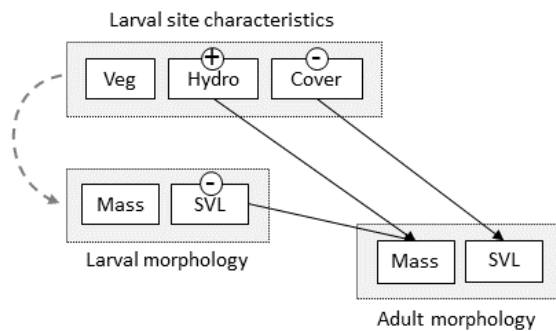 Larval site characteristics
+ -
Veg Hydro Cover
-
Mass SVL
Larval morphology
Mass SVL
Adult morphology